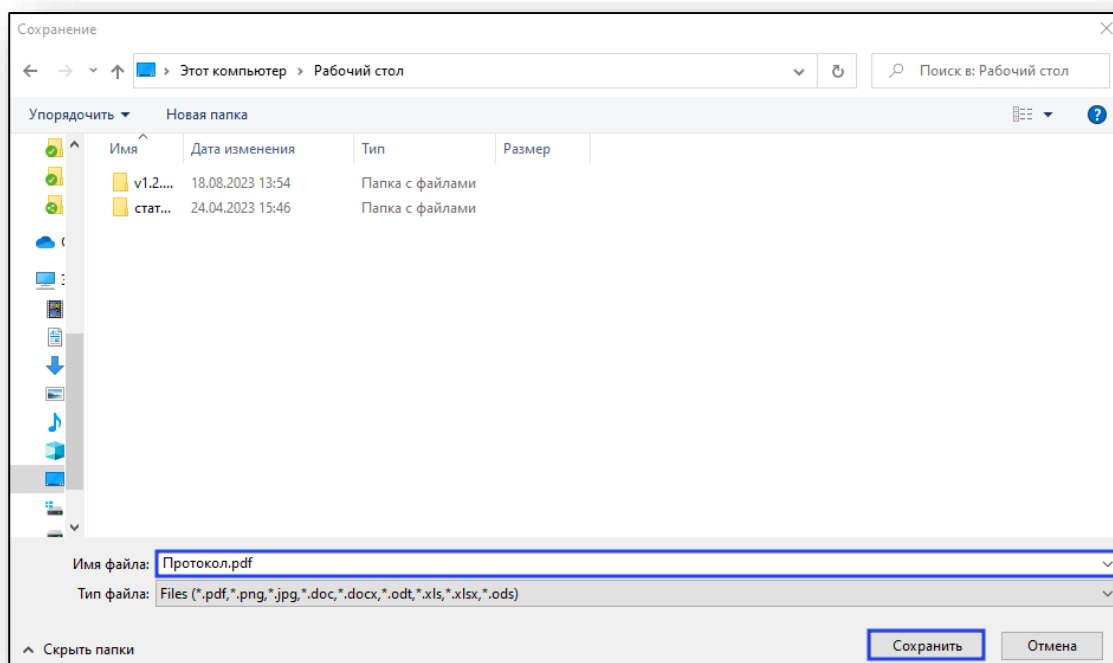 Сохранение
Этот компьютер › Рабочий стол
Поиск в: Рабочий стол
Упорядочить Новая папка
Имя Дата изменения Тип Размер
v1.2.... 18.08.2023 13:54 Папка с файлами
стат... 24.04.2023 15:46 Папка с файлами
Имя файла: Протокол.pdf
Тип файла: Files (*.pdf,*.png,*.jpg,*.doc,*.docx,*.odt,*.xls,*.xlsx,*.ods)
Скрыть папки Сохранить Отмена